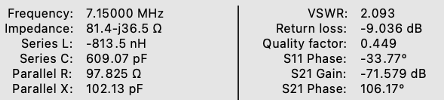 Frequency: 7.15000 MHz
Impedance: 81.4-j36.5 Ω
Series L: -813.5 nH
Series C: 609.07 pF
Parallel R: 97.825 Ω
Parallel X: 102.13 pF
VSWR: 2.093
Return loss: -9.036 dB
Quality factor: 0.449
S11 Phase: -33.77°
S21 Gain: -71.579 dB
S21 Phase: 106.17°